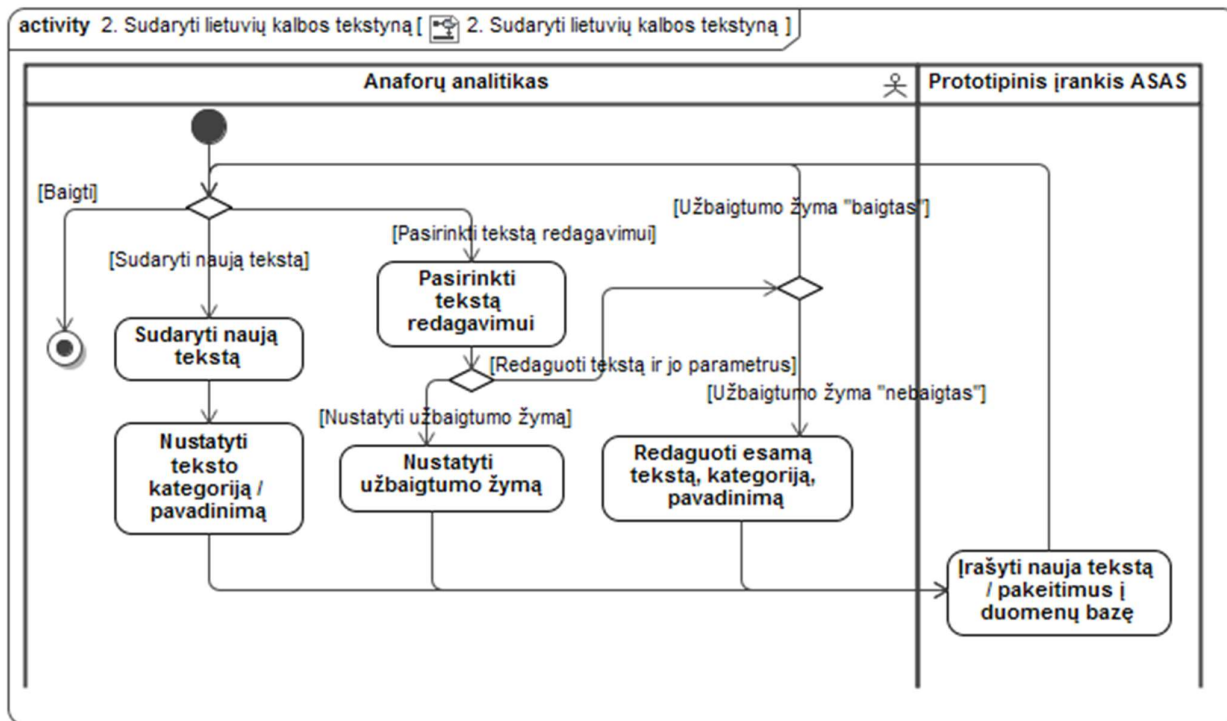 activity 2. Sudaryti lietuvių kalbos tekstyną [ 2. Sudaryti lietuvių kalbos tekstyną ]
Anaforų analitikas
Prototipinis įrankis ASAS
[Baigti]
[Užbaigtumo žyma "baigtas"]
[Pasirinkti tekstą redagavimui]
[Sudaryti naują tekstą]
Pasirinkti
tekstą
redagavimui
Sudaryti naują
tekstą
[Redaguoti tekstą ir jo parametrus]
[Užbaigtumo žyma "nebaigtas"]
[Nustatyti užbaigtumo žymą]
Nustatyti
teksto
kategoriją /
pavadinimą
Nustatyti
užbaigtumo žymą
Redaguoti esamą
tekstą, kategoriją,
pavadinimą
Įrašyti nauja tekstą
/ pakeitimus į
duomenų bazę